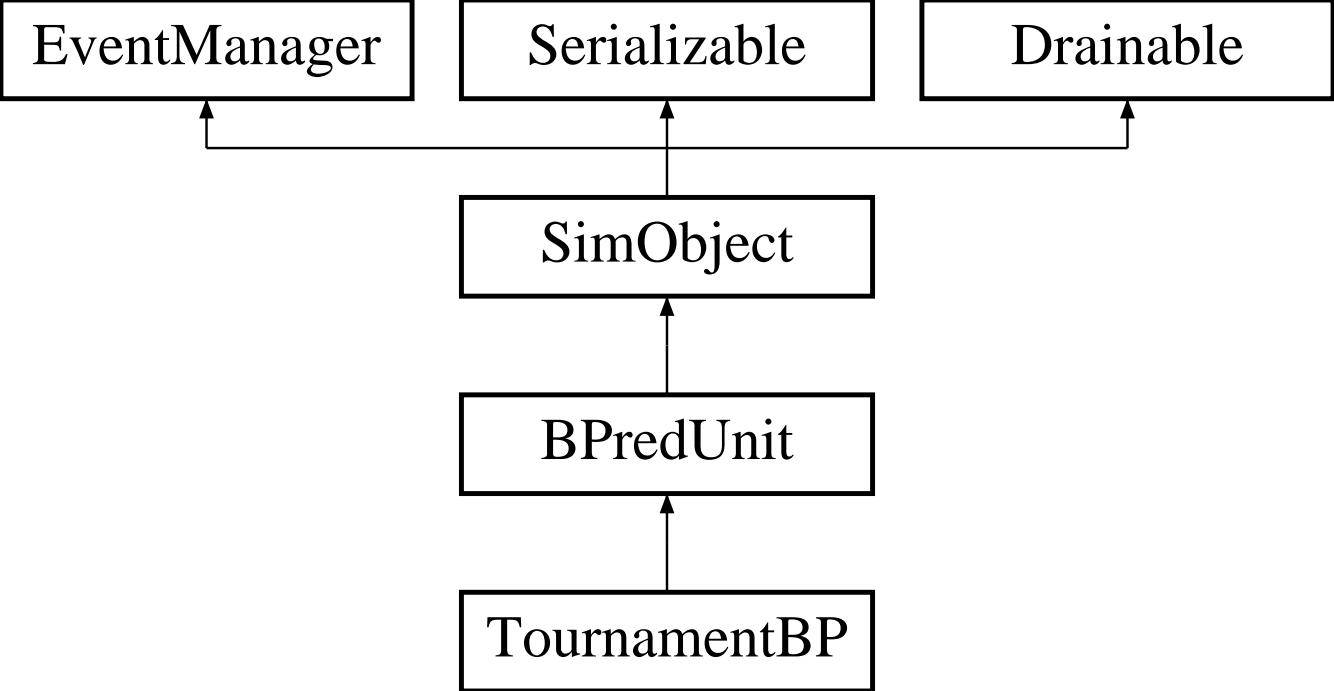 EventManager
Serializable
Drainable
SimObject
BPredUnit
TournamentBP